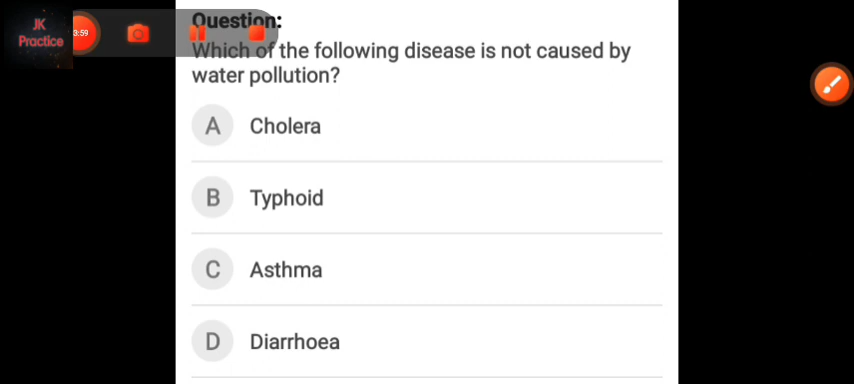 JK
Practice
3:59
Question:
Which of the following disease is not caused by
water pollution?
A Cholera
B Typhoid
C Asthma
D Diarrhoea